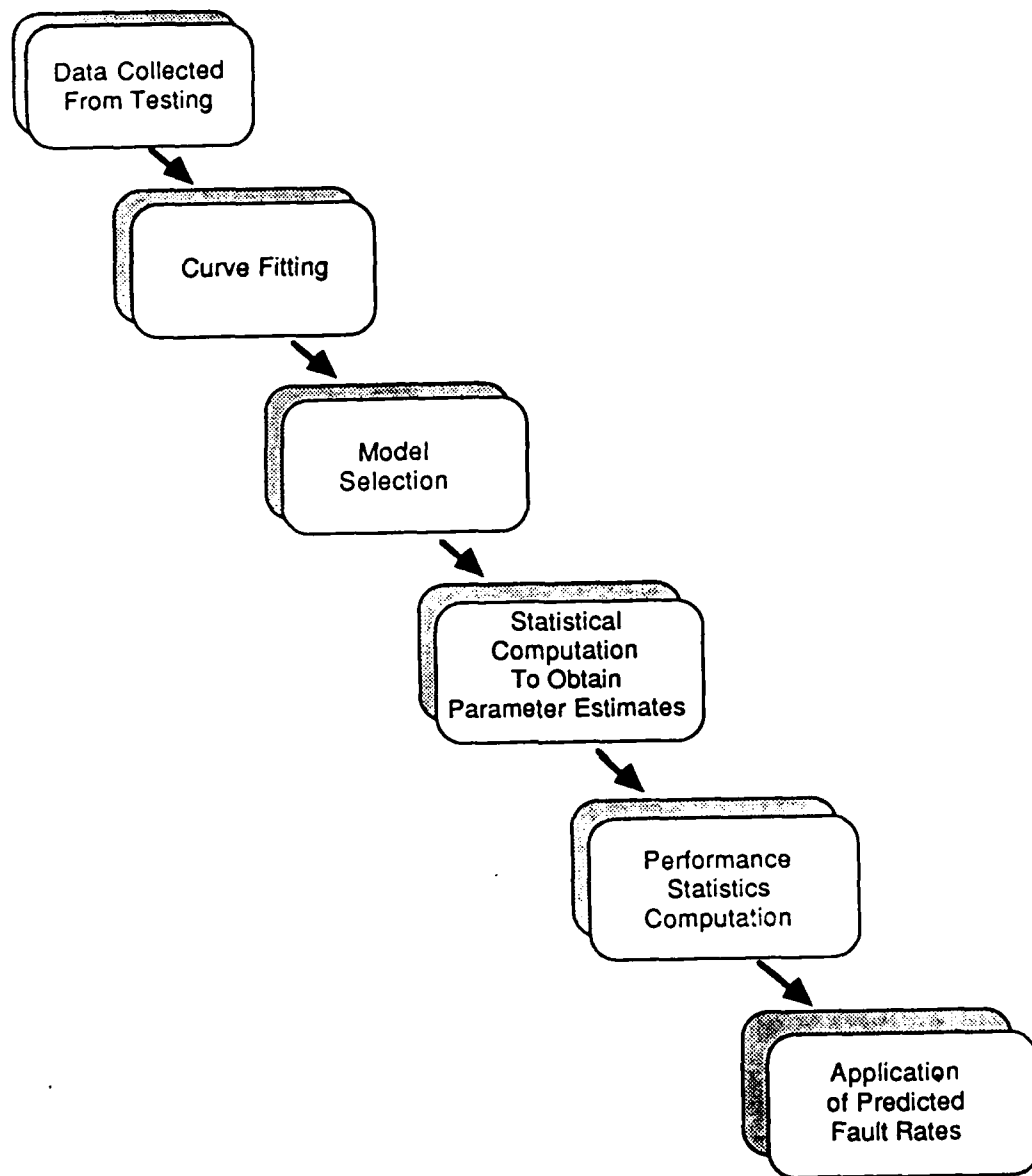 Data Collected
From Testing
Curve Fitting
Model
Selection
Statistical
Computation
To Obtain
Parameter Estimates
Performance
Statistics
Computation
Application
of Predicted
Fault Rates